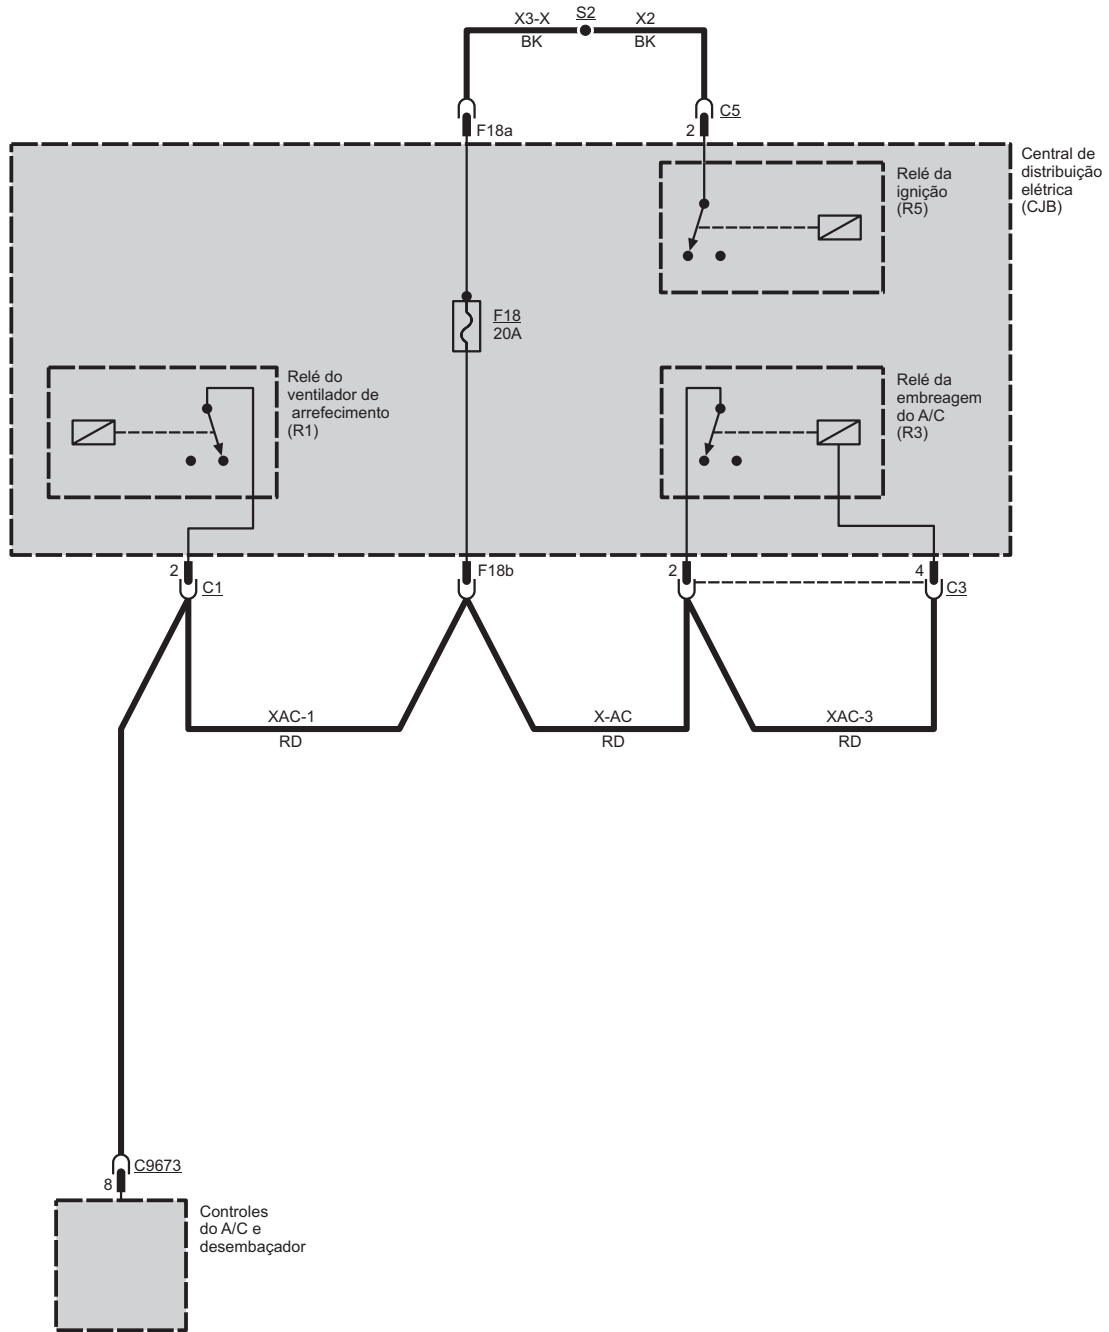 X3-X
S2
X2
BK
BK
F18a
C5
2
Central de
distribuição
elétrica
(CJB)
Relé da
ignição
(R5)
F18
20A
Relé do
ventilador de
arrefecimento
(R1)
Relé da
embreagem
do A/C
(R3)
2
C1
F18b
2
4
C3
XAC-1
RD
X-AC
RD
XAC-3
RD
C9673
8
Controles
do A/C e
desembaçador